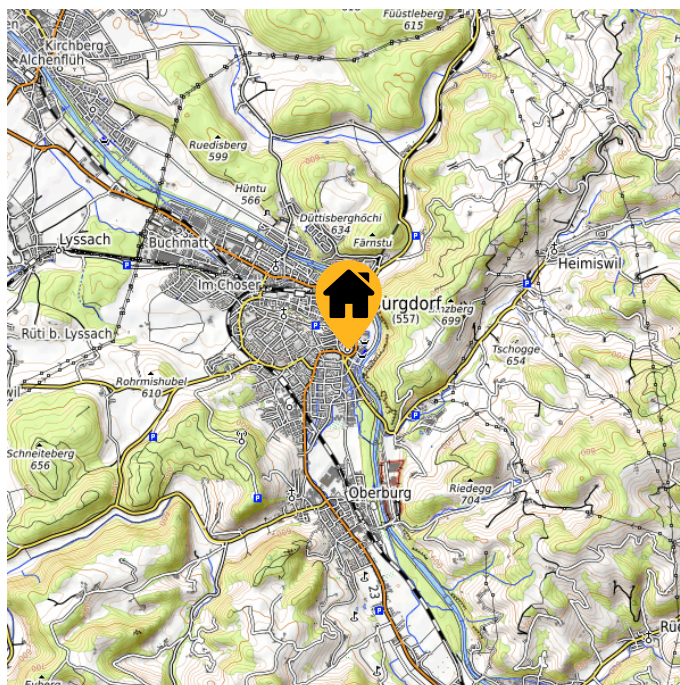 Füüstleberg
615
Kirchberg
Alchenflüh
Ruedisberg
599
Hüntu
566
Düttisberghöchi
634
Färnstu
Lyssach
Buchmatt
P
P
Heimiswil
Im Choser
P
P
699
(557)
Rüti b. Lyssach
Tschogge
654
Rohrmishubel
610
P
P
Schneiteberg
656
Oberburg
Riedegg
704
P
23
P